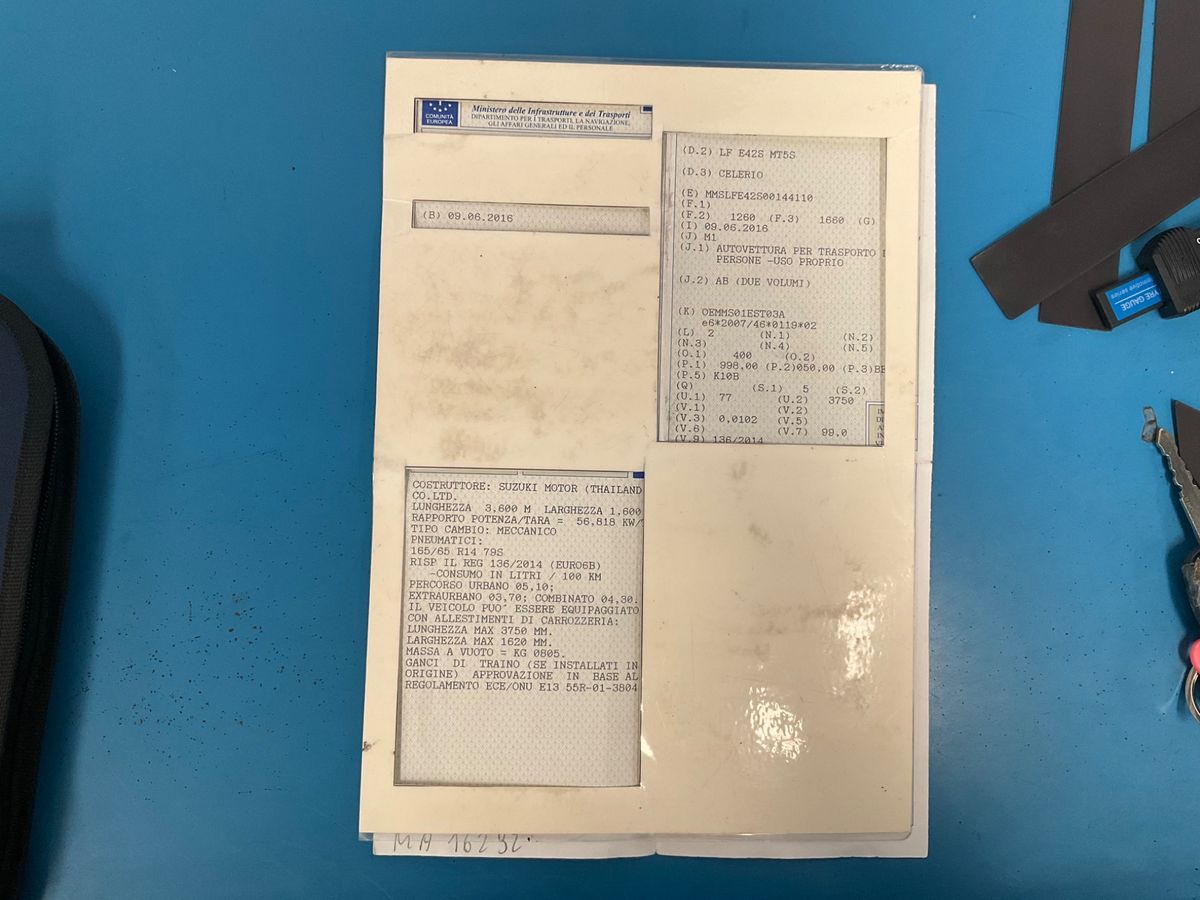 COMUNITÀ
EUROPEA
Ministero delle Infrastrutture e dei Trasporti
DIPARTIMENTO PER I TRASPORTI, LA NAVIGAZIONE,
GLI AFFARI GENERALI ED IL PERSONALE
(B) 09.06.2016
(D.2) LF E42S MT5S
(D.3) CELERIO
(E) MMSLFE42S00144110
(F.1)
(F.2) 1260 (F.3) 1660 (G)
(I) 09.06.2016
(J) M1
(J.1) AUTOVETTURA PER TRASPORTO
PERSONE -USO PROPRIO
(J.2) AB (DUE VOLUMI)
(K) OEMMS01EST03A
e6*2007/46*0119*02
(L) 2 (N.1) (N.2)
(N.3) (N.4) (N.5)
(O.1) 400 (O.2)
(P.1) 998.00 (P.2)050.00 (P.3)BE
(P.5) K10B
(Q) (S.1) 5 (S.2)
(U.1) 77 (U.2) 3750
(V.1) (V.2)
(V.3) 0,0102 (V.5)
(V.6) (V.7) 99.0
(V.9) 136/2014
COSTRUTTORE: SUZUKI MOTOR (THAILAND
CO.LTD.
LUNGHEZZA 3,600 M LARGHEZZA 1,600
RAPPORTO POTENZA/TARA = 56,818 KW/
TIPO CAMBIO: MECCANICO
PNEUMATICI:
165/65 R14 79S
RISP IL REG 136/2014 (EURO6B)
-CONSUMO IN LITRI / 100 KM
PERCORSO URBANO 05,10;
EXTRAURBANO 03,70; COMBINATO 04,30.
IL VEICOLO PUO' ESSERE EQUIPAGGIATO
CON ALLESTIMENTI DI CARROZZERIA:
LUNGHEZZA MAX 3750 MM.
LARGHEZZA MAX 1620 MM.
MASSA A VUOTO = KG 0805.
GANCI DI TRAINO (SE INSTALLATI IN
ORIGINE) APPROVAZIONE IN BASE AL
REGOLAMENTO ECE/ONU E13 55R-01-3804
YRE GAUGE